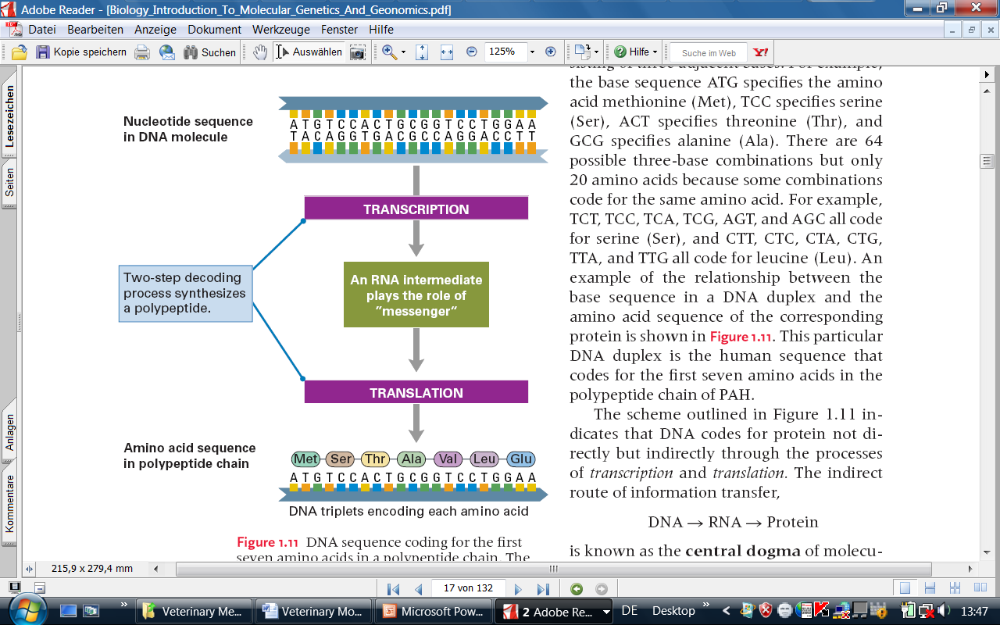 Adobe Reader - [Biology_Introduction_To_Molecular_Genetics_And_Geonomics.pdf]
Datei Bearbeiten Anzeige Dokument Werkzeuge Fenster Hilfe
Kopie speichern Suchen Auswählen 125% Hilfe Suche im Web Y!
Lesezeichen
Seiten
Anlagen
Kommentare
Nucleotide sequence
in DNA molecule
A T G T C C A C T G C G G T C C T G G A A
T A C A G G T G A C G C C A G G A C C T T
TRANSCRIPTION
Two-step decoding
process synthesizes
a polypeptide.
An RNA intermediate
plays the role of
”messenger“
TRANSLATION
Amino acid sequence
in polypeptide chain
Met Ser Thr Ala Val Leu Glu
A T G T C C A C T G C G G T C C T G G A A
DNA triplets encoding each amino acid
Figure 1.11 DNA sequence coding for the first
seven amino acids in a polypeptide chain. The
sisting of three adjacent bases. For example,
the base sequence ATG specifies the amino
acid methionine (Met), TCC specifies serine
(Ser), ACT specifies threonine (Thr), and
GCG specifies alanine (Ala). There are 64
possible three-base combinations but only
20 amino acids because some combinations
code for the same amino acid. For example,
TCT, TCC, TCA, TCG, AGT, and AGC all code
for serine (Ser), and CTT, CTC, CTA, CTG,
TTA, and TTG all code for leucine (Leu). An
example of the relationship between the
base sequence in a DNA duplex and the
amino acid sequence of the corresponding
protein is shown in Figure 1.11. This particular
DNA duplex is the human sequence that
codes for the first seven amino acids in the
polypeptide chain of PAH.
The scheme outlined in Figure 1.11 in-
dicates that DNA codes for protein not di-
rectly but indirectly through the processes
of transcription and translation. The indirect
route of information transfer,
DNA → RNA → Protein
is known as the central dogma of molecu-
215,9 x 279,4 mm
17 von 132
Veterinary Me... Veterinary Mo... Microsoft Pow... 2 Adobe Re... DE Desktop 13:47